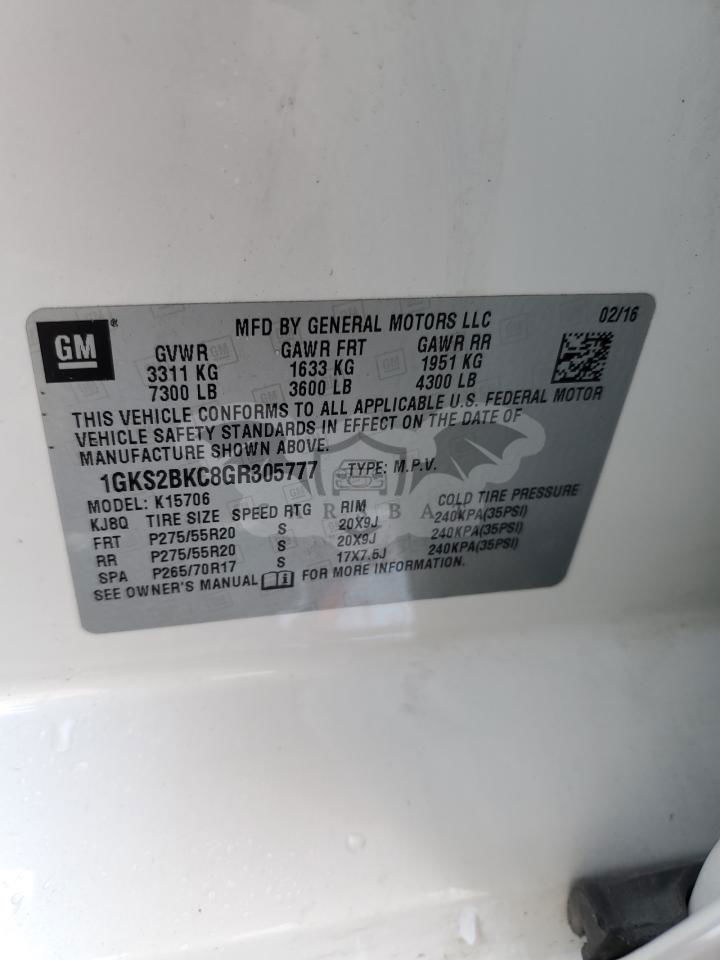 GM ® MFD BY GENERAL MOTORS LLC 02/16
GVWR GAWR FRT GAWR RR
3311 KG 1633 KG 1951 KG
7300 LB 3600 LB 4300 LB
THIS VEHICLE CONFORMS TO ALL APPLICABLE U.S. FEDERAL MOTOR
VEHICLE SAFETY STANDARDS IN EFFECT ON THE DATE OF
MANUFACTURE SHOWN ABOVE.
1GKS2BKC8GR305777 TYPE: M.P.V.
MODEL: K15706
KJ8Q TIRE SIZE SPEED RTG RIM COLD TIRE PRESSURE
FRT P275/55R20 S 20X9J 240KPA(35PSI)
RR P275/55R20 S 20X9J 240KPA(35PSI)
SPA P265/70R17 S 17X7.5J 240KPA(35PSI)
SEE OWNER'S MANUAL FOR MORE INFORMATION.